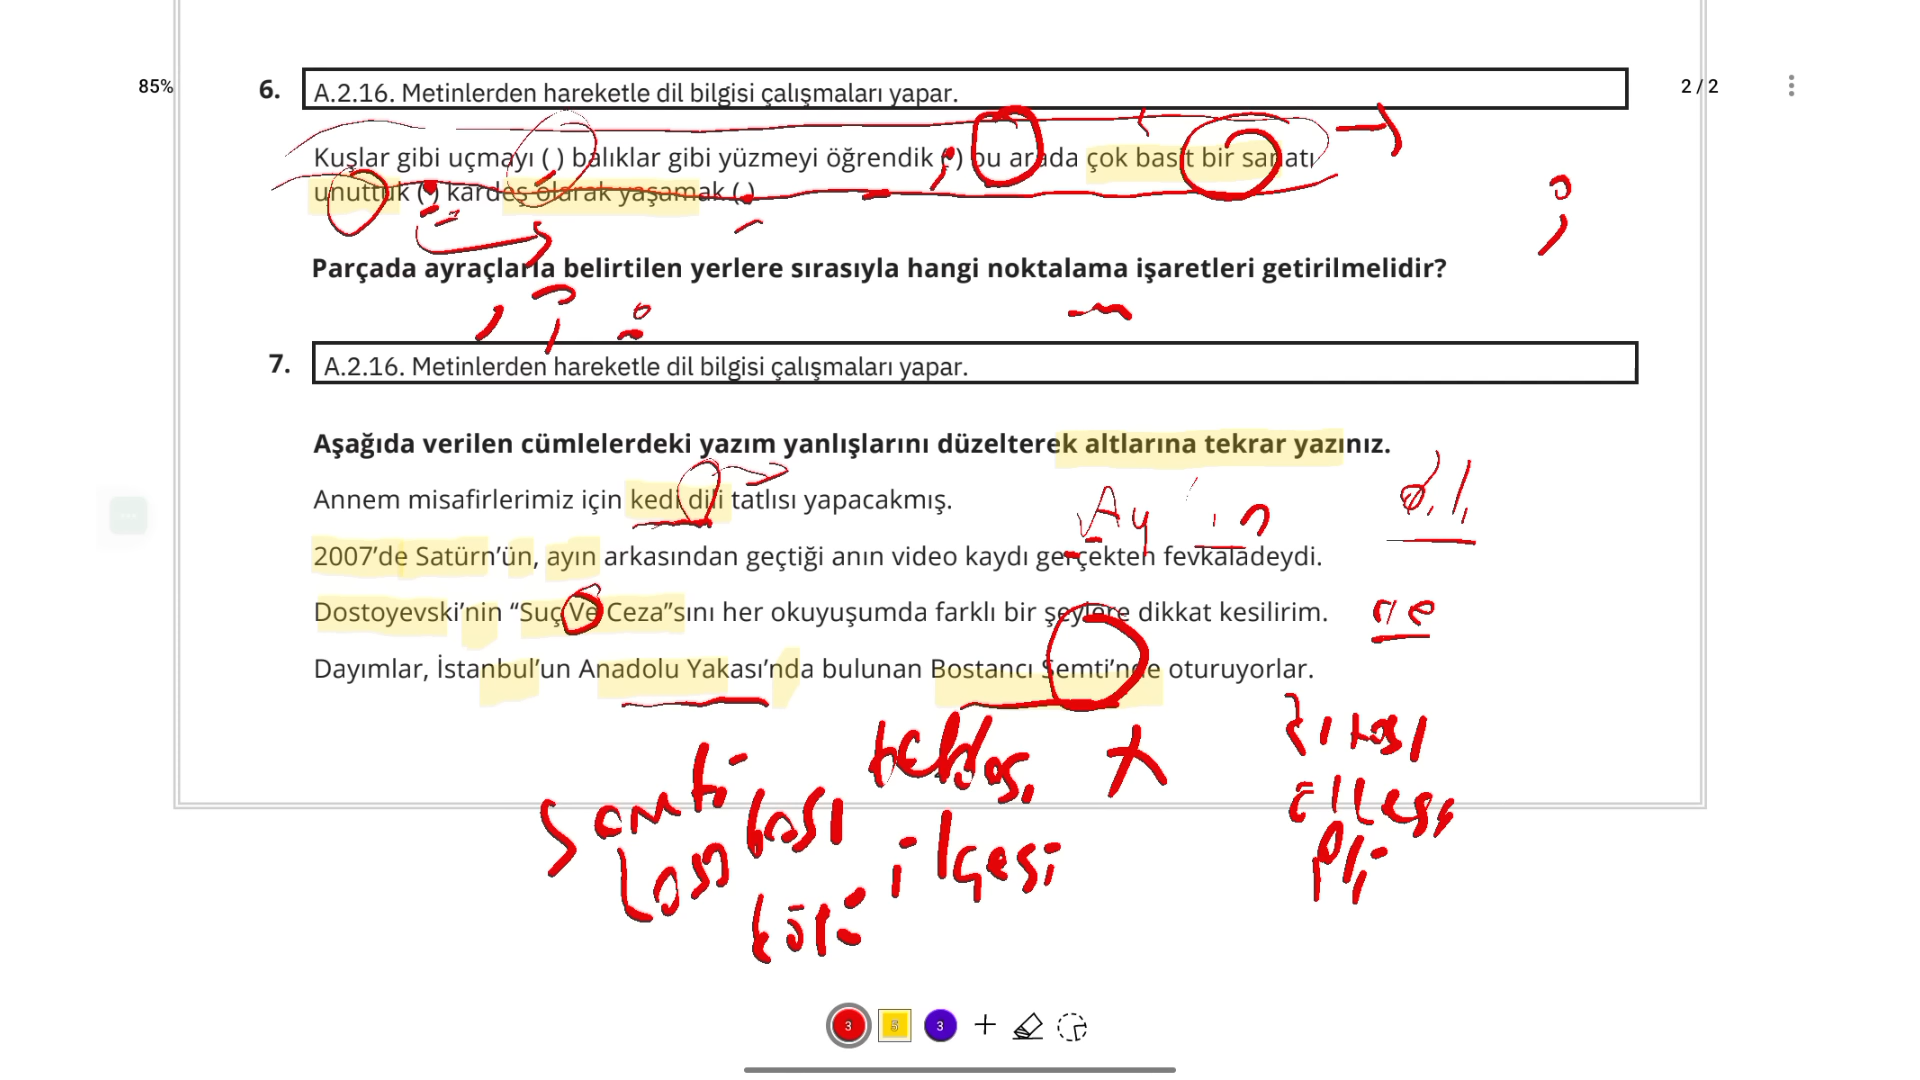 85%
2 / 2
6. A.2.16. Metinlerden hareketle dil bilgisi çalışmaları yapar.
Kuşlar gibi uçmayı ( ) balıklar gibi yüzmeyi öğrendik ( ) bu arada çok basit bir sanatı
unuttuk ( ) kardeş olarak yaşamak ( )
Parçada ayraçlarla belirtilen yerlere sırasıyla hangi noktalama işaretleri getirilmelidir?
7. A.2.16. Metinlerden hareketle dil bilgisi çalışmaları yapar.
Aşağıda verilen cümlelerdeki yazım yanlışlarını düzelterek altlarına tekrar yazınız.
Annem misafirlerimiz için kedi dili tatlısı yapacakmış.
Ay'ın
2007’de Satürn’ün, ayın arkasından geçtiği anın video kaydı gerçekten fevkaladeydi.
Dostoyevski’nin “Suç Ve Ceza”sını her okuyuşumda farklı bir şeylere dikkat kesilirim.
Dayımlar, İstanbul’un Anadolu Yakası’nda bulunan Bostancı Semti’nde oturuyorlar.
semti
ilçesi
köyü
3 5 3